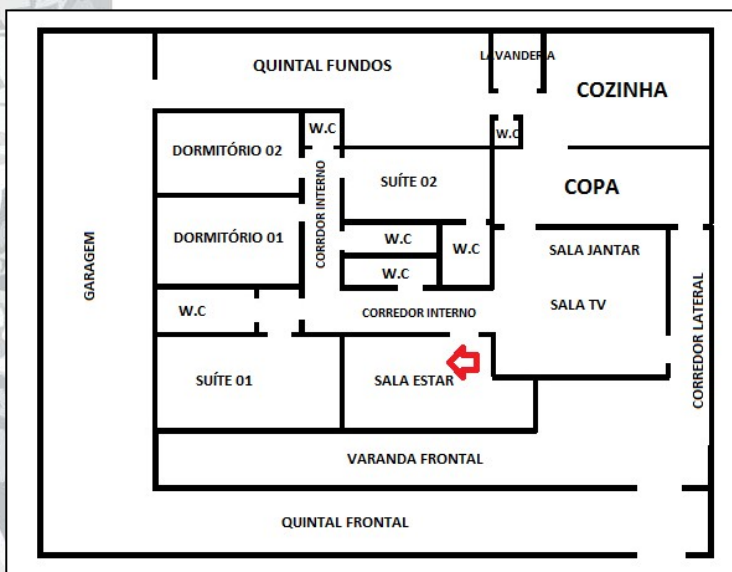 LAVANDERIA
QUINTAL FUNDOS
COZINHA
W.C
W.C
DORMITÓRIO 02
SUÍTE 02
COPA
CORRDOR INTERNO
DORMITÓRIO 01
W.C
W.C
SALA JANTAR
GARAGEM
W.C
W.C
CORREDOR INTERNO
SALA TV
CORREDOR LATERAL
SUÍTE 01
SALA ESTAR
VARANDA FRONTAL
QUINTAL FRONTAL